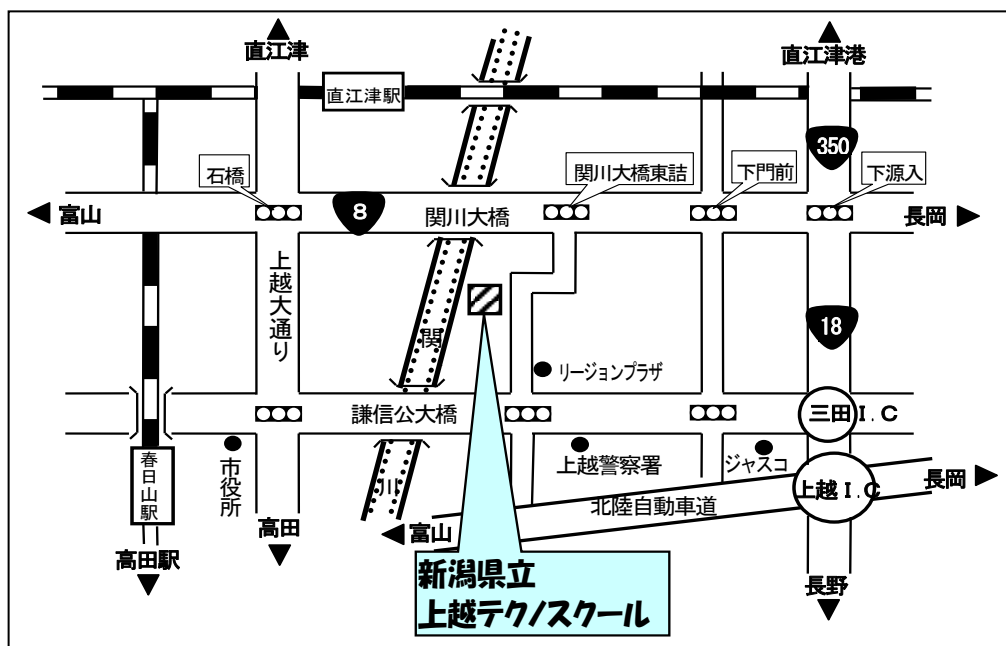 直江津
直江津港
直江津駅
350
石橋
関川大橋東詰
下門前
下源入
富山
8
関川大橋
長岡
上越大通り
関
18
リージョンプラザ
謙信公大橋
三田I.C
春日山駅
市役所
川
上越警察署
ジャスコ
上越I.C
長岡
北陸自動車道
高田
富山
高田駅
長野
新潟県立
上越テクノスクール